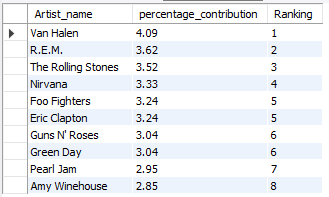 Artist_name percentage_contribution Ranking
Van Halen 4.09 1
R.E.M. 3.62 2
The Rolling Stones 3.52 3
Nirvana 3.33 4
Foo Fighters 3.24 5
Eric Clapton 3.24 5
Guns N' Roses 3.04 6
Green Day 3.04 6
Pearl Jam 2.95 7
Amy Winehouse 2.85 8